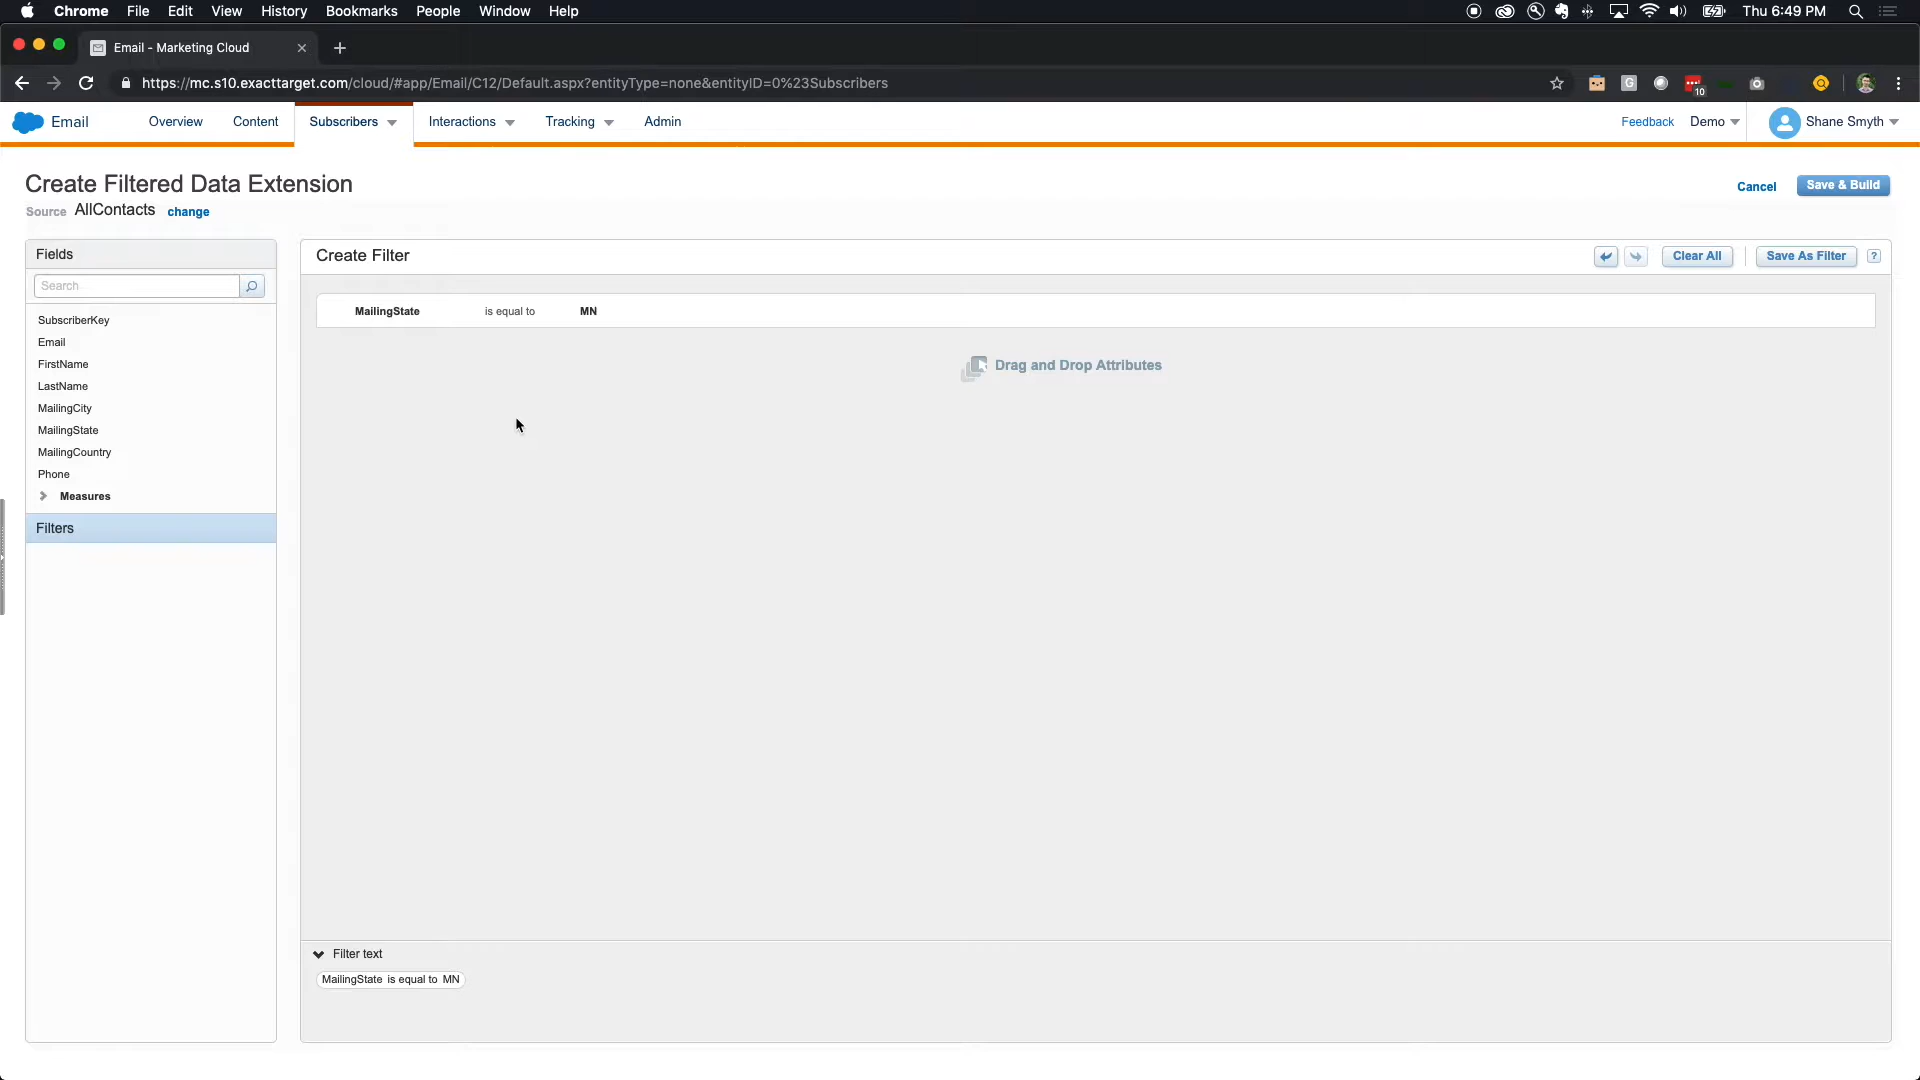 Chrome File Edit View History Bookmarks People Window Help Thu 6:49 PM
Email - Marketing Cloud
https://mc.s10.exacttarget.com/cloud/#app/Email/C12/Default.aspx?entityType=none&entityID=0%23Subscribers
10
Email Overview Content Subscribers Interactions Tracking Admin Feedback Demo Shane Smyth
Create Filtered Data Extension
Cancel Save & Build
Source AllContacts change
Fields
Create Filter
Clear All Save As Filter ?
Search
SubscriberKey
Email
FirstName
LastName
MailingCity
MailingState
MailingCountry
Phone
Measures
Filters
MailingState is equal to MN
Drag and Drop Attributes
Filter text
MailingState is equal to MN